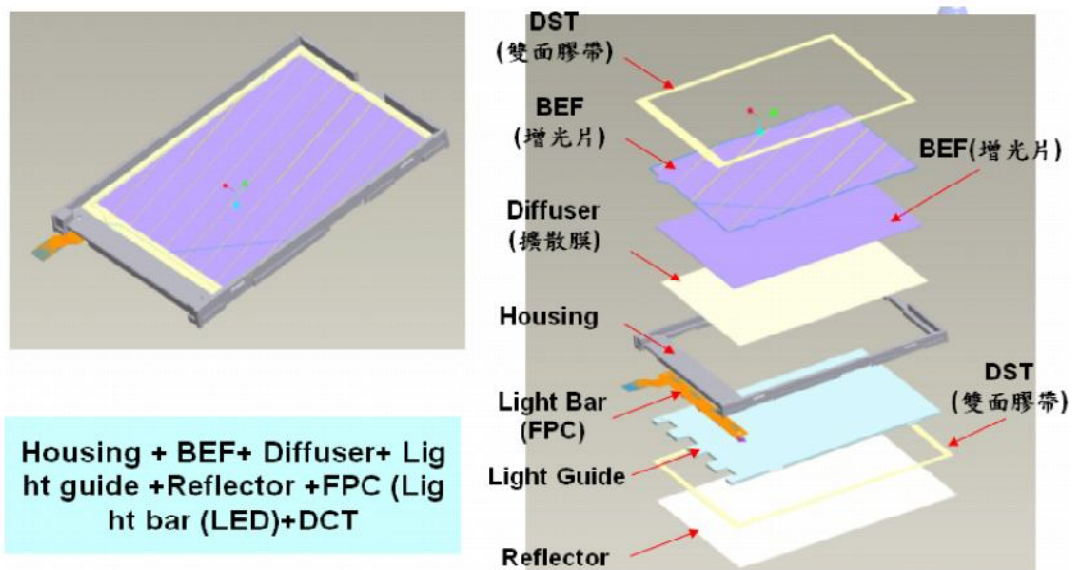 DST
(雙面膠帶)
BEF
(增光片)
BEF(增光片)
Diffuser
(擴散膜)
Housing
DST
(雙面膠帶)
Light Bar
(FPC)
Light Guide
Reflector
Housing + BEF+ Diffuser+ Lig
ht guide +Reflector +FPC (Lig
ht bar (LED)+DCT